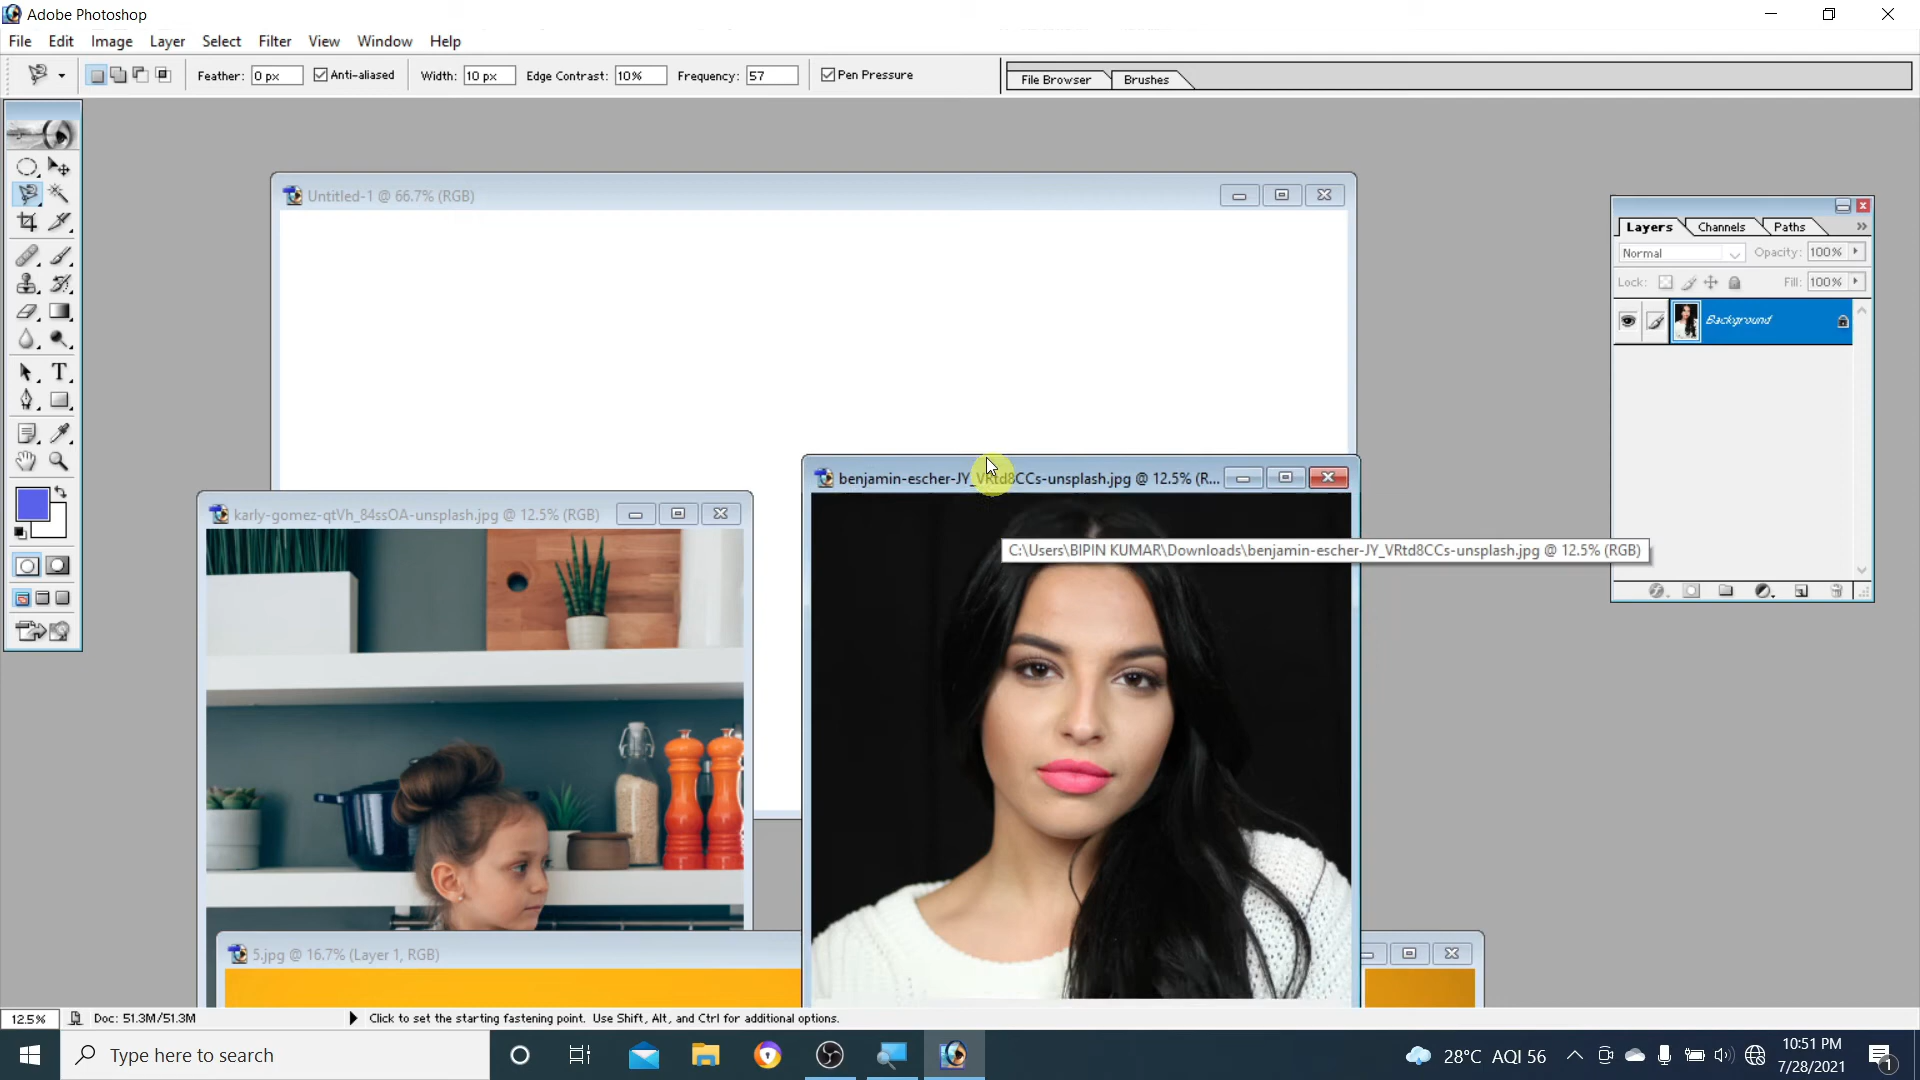 Adobe Photoshop
File Edit Image Layer Select Filter View Window Help
Feather: 0 px Anti-aliased Width: 10 px Edge Contrast: 10% Frequency: 57 Pen Pressure File Browser Brushes
Untitled-1 @ 66.7% (RGB)
Layers Channels Paths
Normal Opacity: 100%
Lock: Fill: 100%
Background
benjamin-escher-JY_VRtd8CCs-unsplash.jpg @ 12.5% (R...
karly-gomez-qtVh_84ssOA-unsplash.jpg @ 12.5% (RGB)
C:\Users\BIPIN KUMAR\Downloads\benjamin-escher-JY_VRtd8CCs-unsplash.jpg @ 12.5% (RGB)
T
5.jpg @ 16.7% (Layer 1, RGB)
12.5% Doc: 51.3M/51.3M Click to set the starting fastening point. Use Shift, Alt, and Ctrl for additional options.
Type here to search
28°C AQI 56
10:51 PM
7/28/2021
1